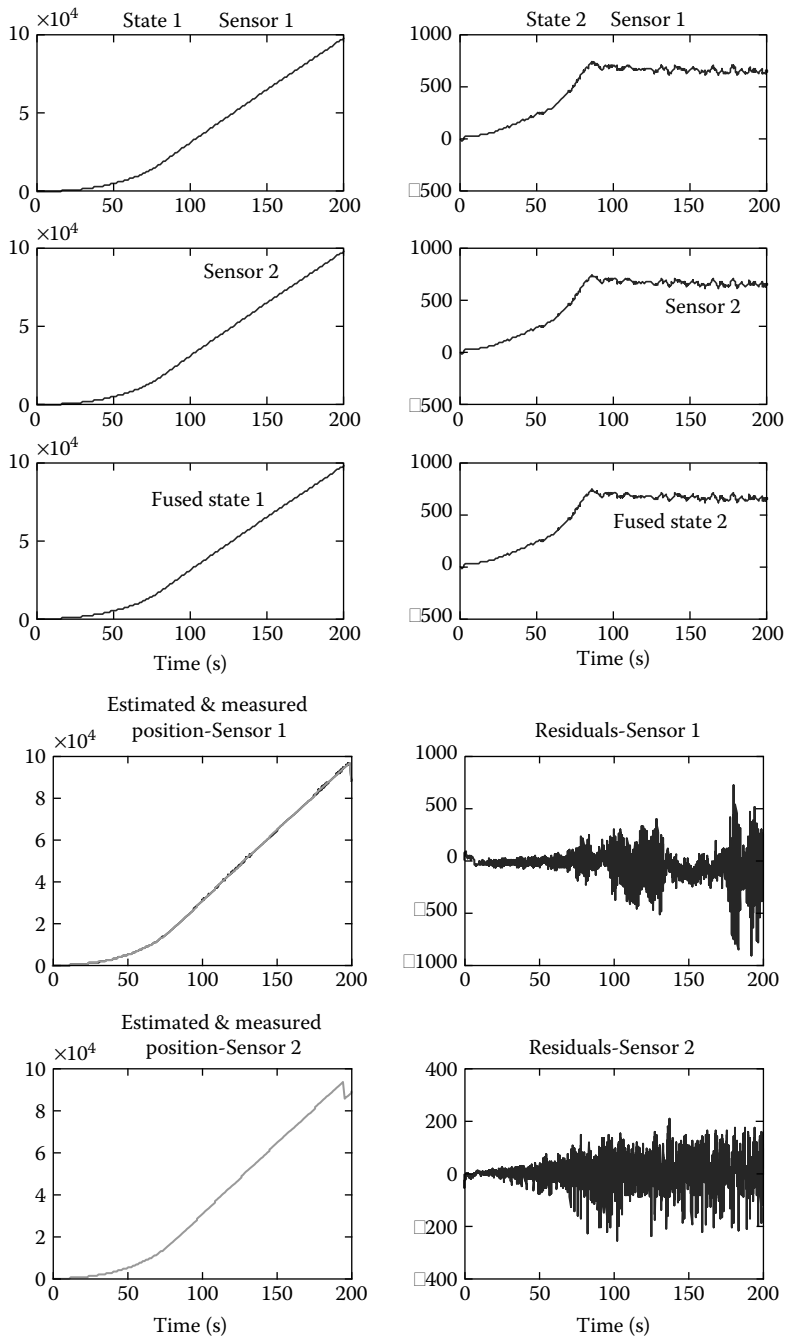 ×10⁴ State 1 Sensor 1
10
5
0
0 50 100 150 200
State 2 Sensor 1
1000
500
0
□500
0 50 100 150 200
×10⁴
10
Sensor 2
5
0
0 50 100 150 200
1000
500
Sensor 2
0
□500
0 50 100 150 200
×10⁴
10
Fused state 1
5
0
0 50 100 150 200
Time (s)
1000
500
Fused state 2
0
□500
0 50 100 150 200
Time (s)
Estimated & measured
×10⁴ position-Sensor 1
10
8
6
4
2
0
0 50 100 150 200
Residuals-Sensor 1
1000
500
0
□500
□1000
0 50 100 150 200
Estimated & measured
×10⁴ position-Sensor 2
10
8
6
4
2
0
0 50 100 150 200
Time (s)
Residuals-Sensor 2
400
200
0
□200
□400
0 50 100 150 200
Time (s)